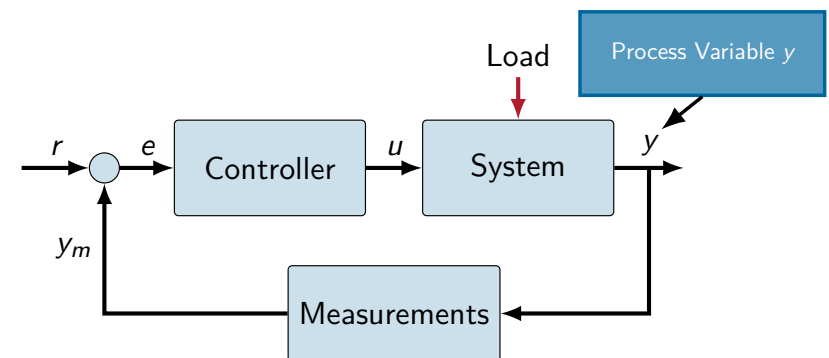 Load
Process Variable y
r
e
Controller
u
System
y
y_m
Measurements